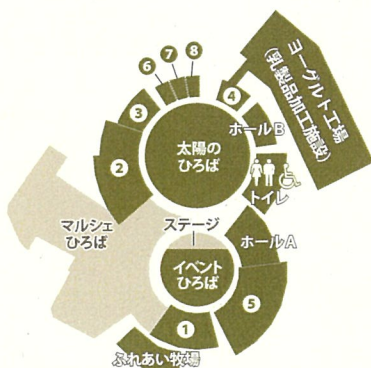 6
7
8
ヨーグルト工場
(乳製品加工施設)
4
3
ホールB
太陽の
ひろば
2
トイレ
マルシェ
ひろば
ステージ
ホールA
イベント
ひろば
5
1
ふれあい牧場